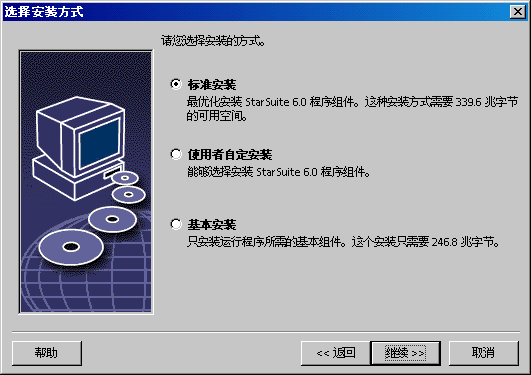 选择安装方式
请您选择安装的方式。
标准安装
最优化安装 StarSuite 6.0 程序组件。这种安装方式需要 339.6 兆字节
的可用空间。
使用者自定安装
能够选择安装 StarSuite 6.0 程序组件。
基本安装
只安装运行程序所需的基本组件。这个安装只需要 246.8 兆字节。
帮助
<< 返回
继续 >>
取消